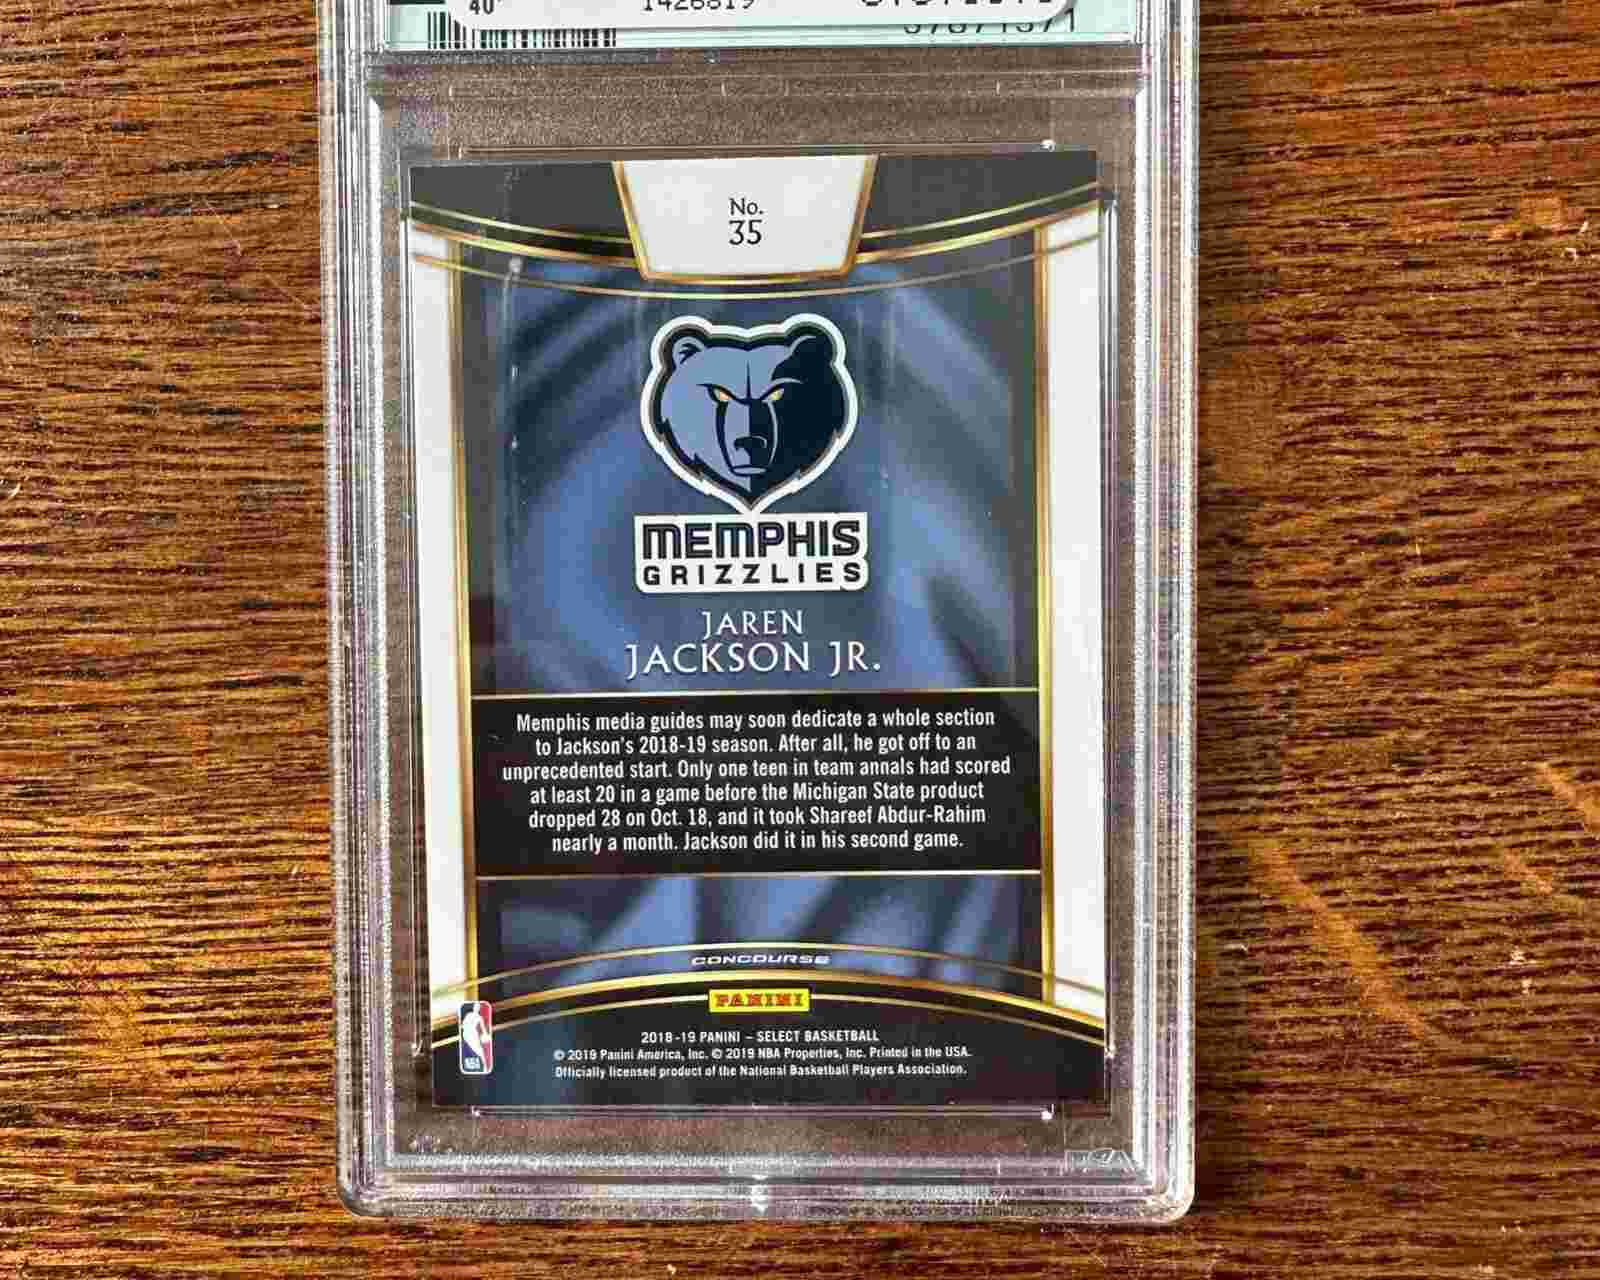 40
1426819
No.
35
MEMPHIS
GRIZZLIES
JAREN
JACKSON JR.
Memphis media guides may soon dedicate a whole section
to Jackson's 2018-19 season. After all, he got off to an
unprecedented start. Only one teen in team annals had scored
at least 20 in a game before the Michigan State product
dropped 28 on Oct. 18, and it took Shareef Abdur-Rahim
nearly a month. Jackson did it in his second game.
CONCOURSE
PANINI
NBA
2018-19 PANINI – SELECT BASKETBALL
© 2019 Panini America, Inc. © 2019 NBA Properties, Inc. Printed in the USA.
Officially licensed product of the National Basketball Players Association.
PSA